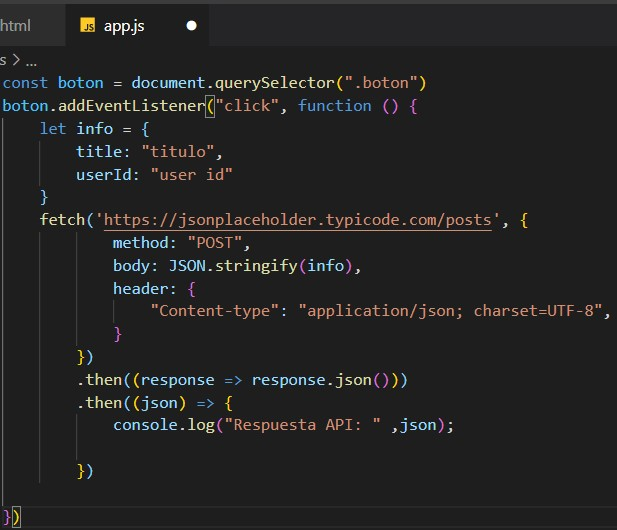 html
JS app.js
s > ...
const boton = document.querySelector(".boton")
boton.addEventListener("click", function () {
    let info = {
        title: "titulo",
        userId: "user id"
    }
    fetch('https://jsonplaceholder.typicode.com/posts', {
            method: "POST",
            body: JSON.stringify(info),
            header: {
                "Content-type": "application/json; charset=UTF-8",
            }
        })
        .then((response => response.json()))
        .then((json) => {
            console.log("Respuesta API: " ,json);
        })
})